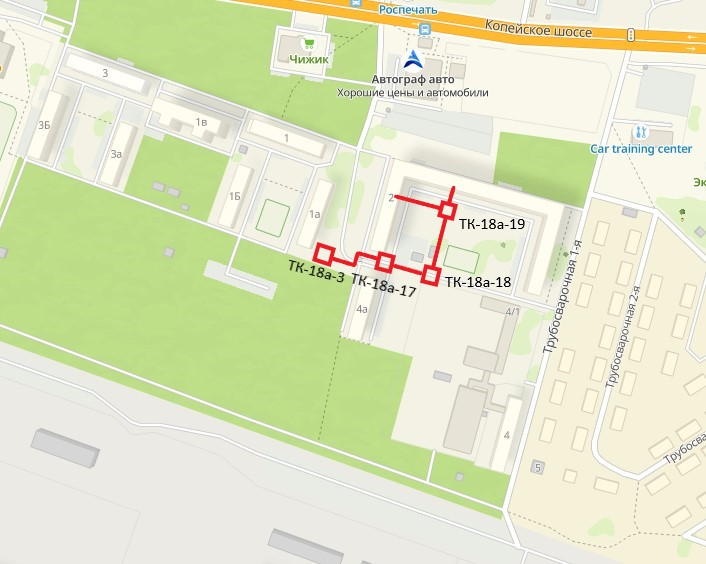 Роспечать
Копейское шоссе
Чижик
Автограф авто
Хорошие цены и автомобили
3
1в
1
3Б
3а
Car training center
Эк
1Б
1а
2
ТК-18а-19
ТК-18а-3
ТК-18а-17
ТК-18а-18
4а
4/1
Трубосварочная 1-я
Трубосварочная 2-я
4
5
Трубосва